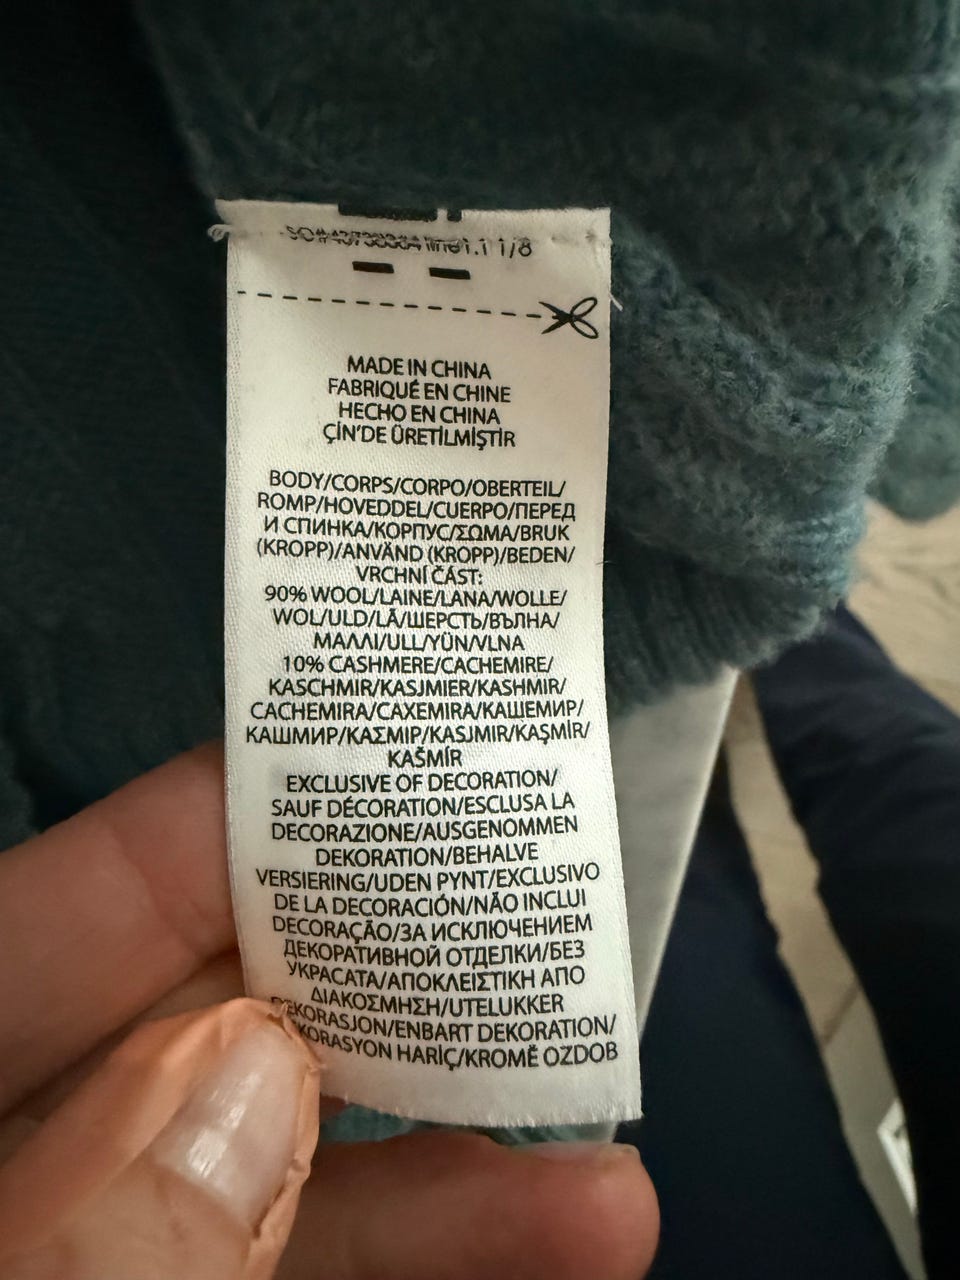 1/8
MADE IN CHINA
FABRIQUÉ EN CHINE
HECHO EN CHINA
ÇİN'DE ÜRETİLMİŞTİR
BODY/CORPS/CORPO/OBERTEIL/
ROMP/HOVEDDEL/CUERPO/ПЕРЕД
И СПИНКА/КОРПУС/ΣΩΜΑ/BRUK
(KROPP)/ANVÄND (KROPP)/BEDEN/
VRCHNÍ ČÁST:
90% WOOL/LAINE/LANA/WOLLE/
WOL/ULD/LÃ/ШЕРСТЬ/ВЪЛНА/
ΜΑΛΛΙ/ULL/YÜN/VLNA
10% CASHMERE/CACHEMIRE/
KASCHMIR/KASJMIER/KASHMIR/
CACHEMIRA/CAXEMIRA/КАШЕМИР/
КАШМИР/ΚΑΣΜΙΡ/KASJMIR/KAŞMİR/
KAŠMÍR
EXCLUSIVE OF DECORATION/
SAUF DÉCORATION/ESCLUSA LA
DECORAZIONE/AUSGENOMMEN
DEKORATION/BEHALVE
VERSIERING/UDEN PYNT/EXCLUSIVO
DE LA DECORACIÓN/NÃO INCLUI
DECORAÇÃO/ЗА ИСКЛЮЧЕНИЕМ
ДЕКОРАТИВНОЙ ОТДЕЛКИ/БЕЗ
УКРАСАТА/ΑΠΟΚΛΕΙΣΤΙΚΗ ΑΠΟ
ΔΙΑΚΟΣΜΗΣΗ/UTELUKKER
DEKORASJON/ENBART DEKORATION/
KORASYON HARİÇ/KROMĚ OZDOB